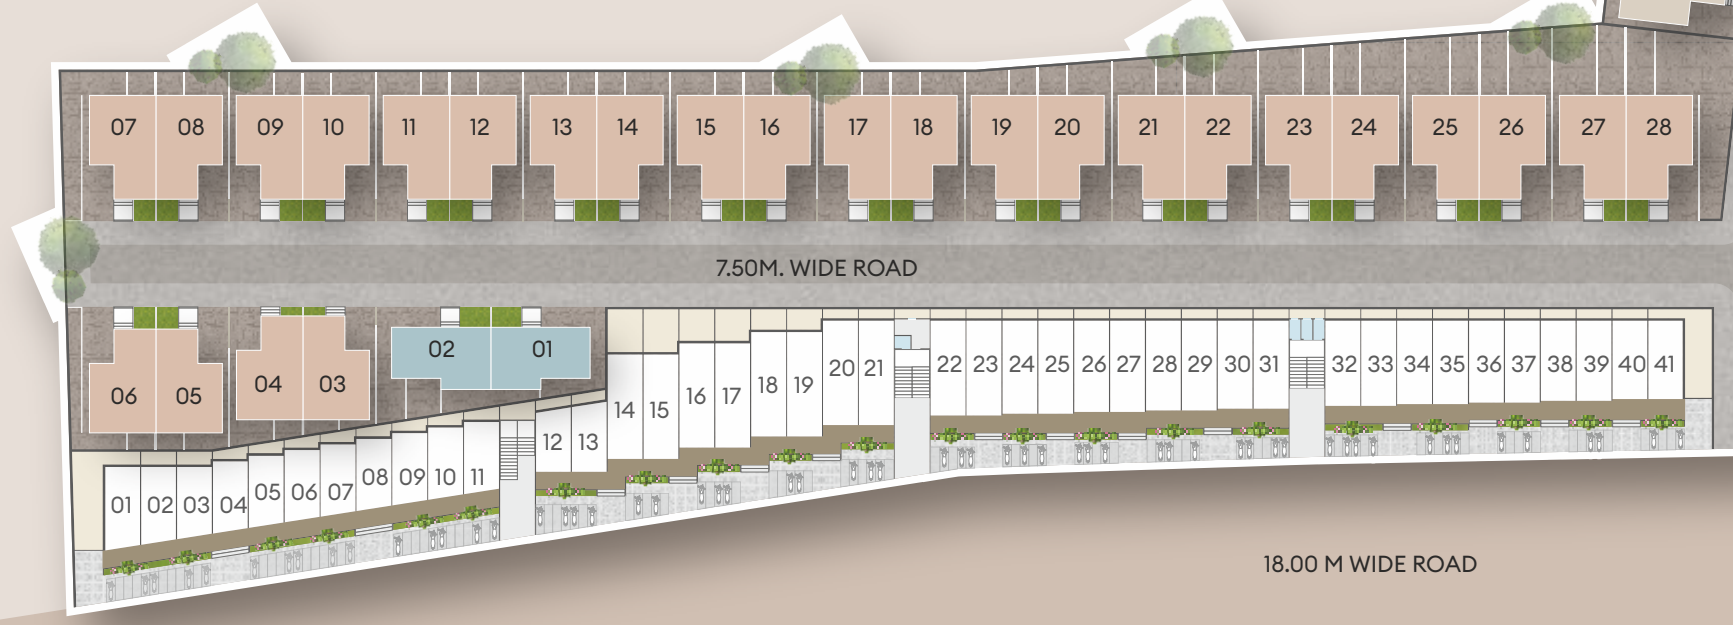 07 08 09 10 11 12 13 14 15 16 17 18 19 20 21 22 23 24 25 26 27 28
7.50M. WIDE ROAD
06 05 04 03 02 01
01 02 03 04 05 06 07 08 09 10 11 12 13 14 15 16 17 18 19 20 21 22 23 24 25 26 27 28 29 30 31 32 33 34 35 36 37 38 39 40 41
18.00 M WIDE ROAD